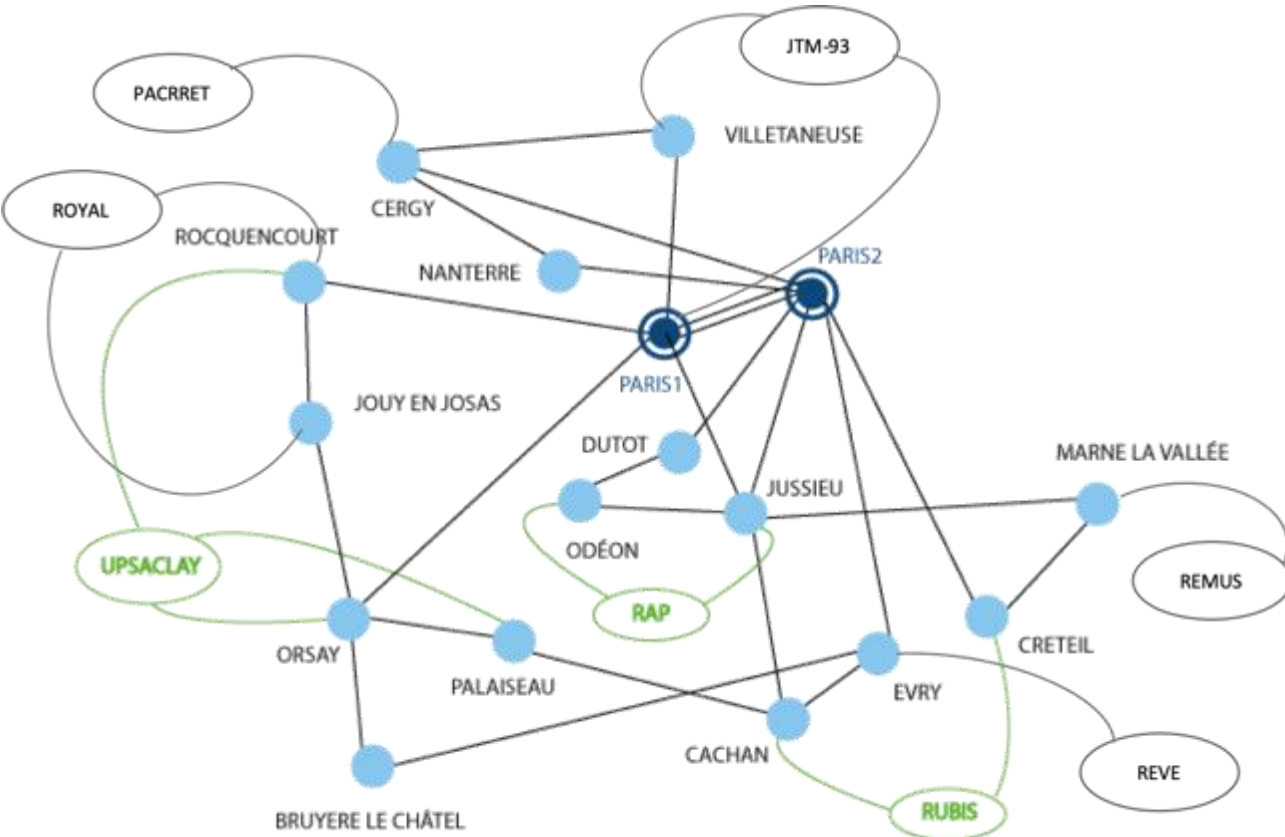 JTM-93
PACRRET
VILLETANEUSE
CERGY
ROYAL
ROCQUENCOURT
NANTERRE
PARIS2
PARIS1
JOUY EN JOSAS
DUTOT
MARNE LA VALLÉE
JUSSIEU
ODÉON
UPSACLAY
REMUS
RAP
ORSAY
CRETEIL
PALAISEAU
EVRY
CACHAN
REVE
RUBIS
BRUYERE LE CHÂTEL